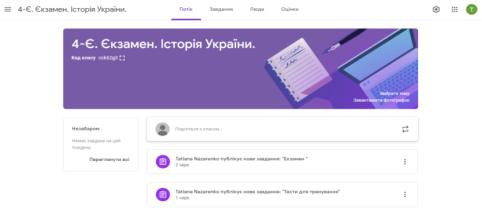 4-Є. Єкзамен. Історія України.
Потік
Завдання
Люди
Оцінки
T
4-Є. Єкзамен. Історія України.
Код класу
Вибрати тему
Завантажити фотографію
Незабаром
Немає завдань на цей
тиждень
Переглянути всі
Поділіться з класом...
Tatiana Nazarenko публікує нове завдання: "Екзамен "
2 черв.
Tatiana Nazarenko публікує нове завдання: "Тести для тренування"
1 черв.